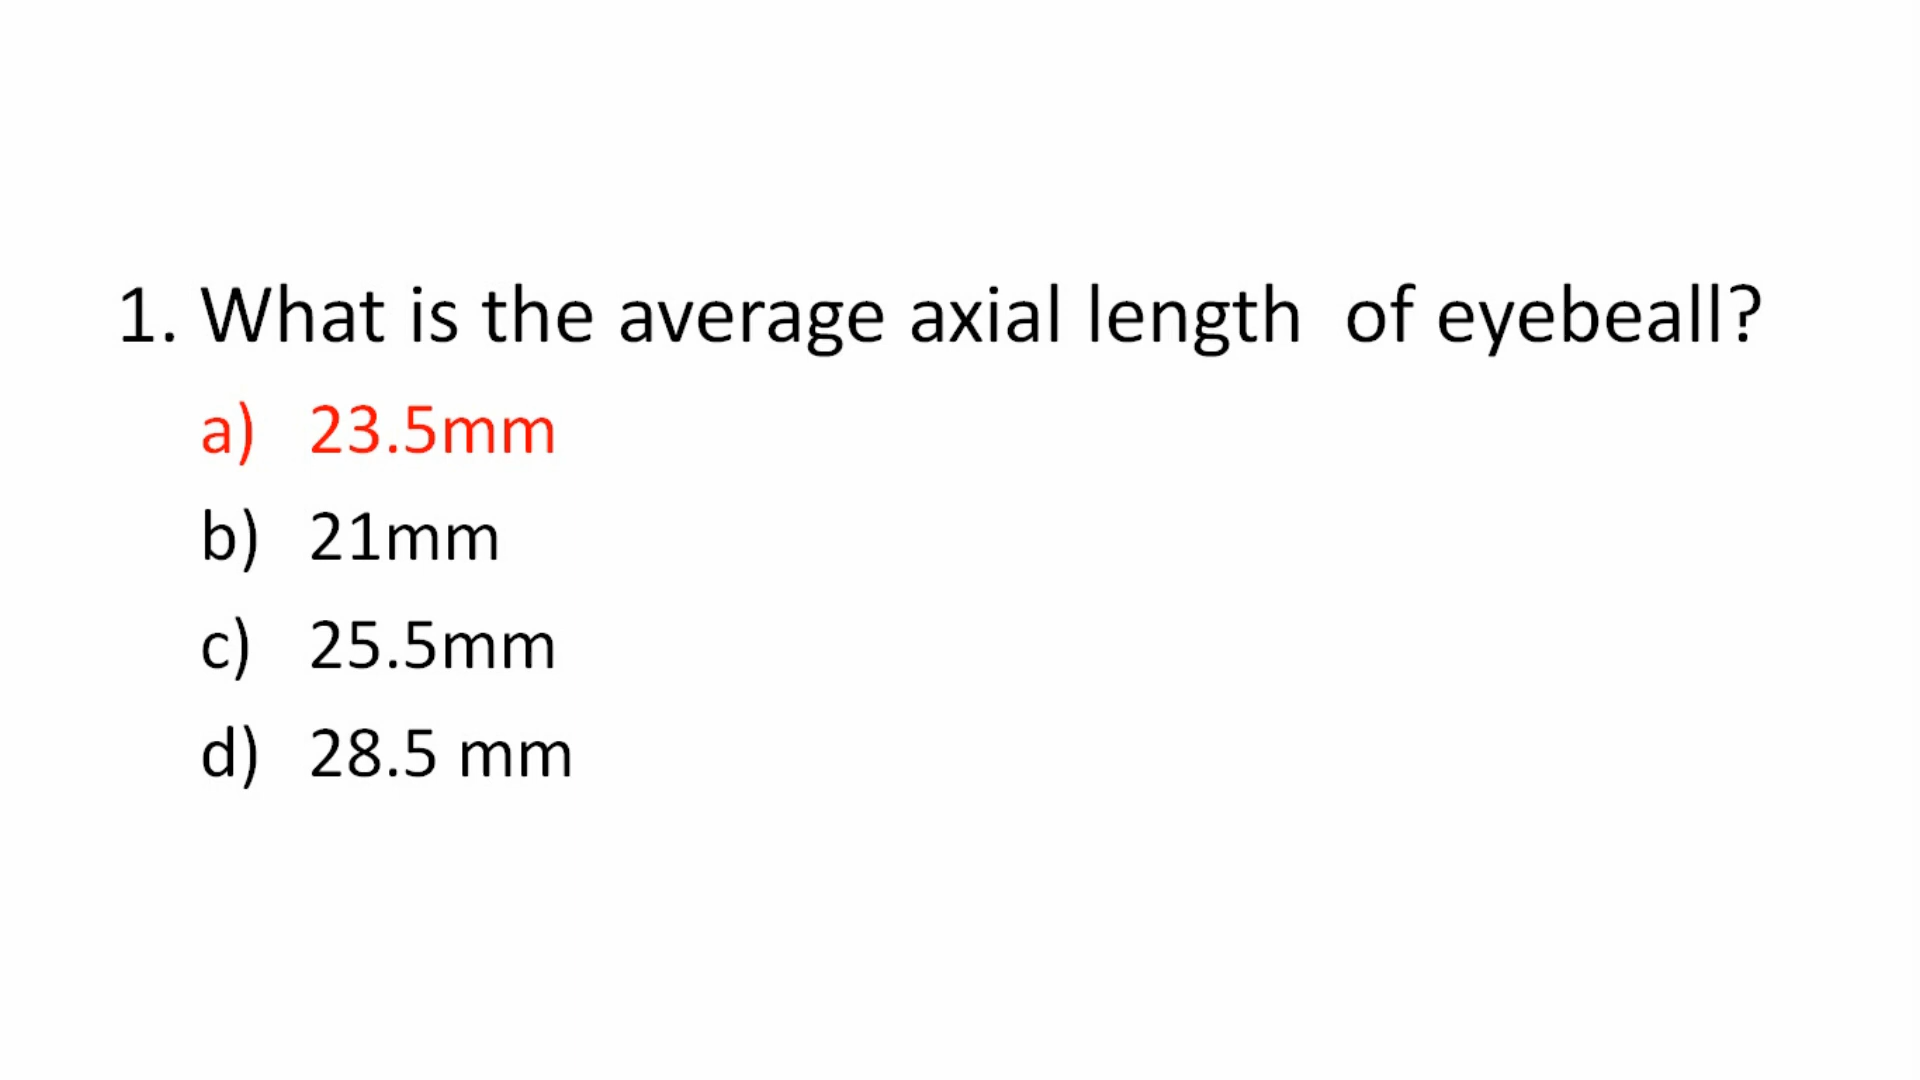 1. What is the average axial length  of eyebeall?
a) 23.5mm
b) 21mm
c) 25.5mm
d) 28.5 mm